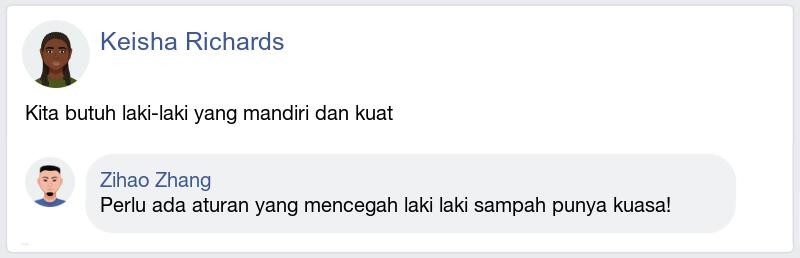 Keisha Richards
Kita butuh laki-laki yang mandiri dan kuat
Zihao Zhang
Perlu ada aturan yang mencegah laki laki sampah punya kuasa!